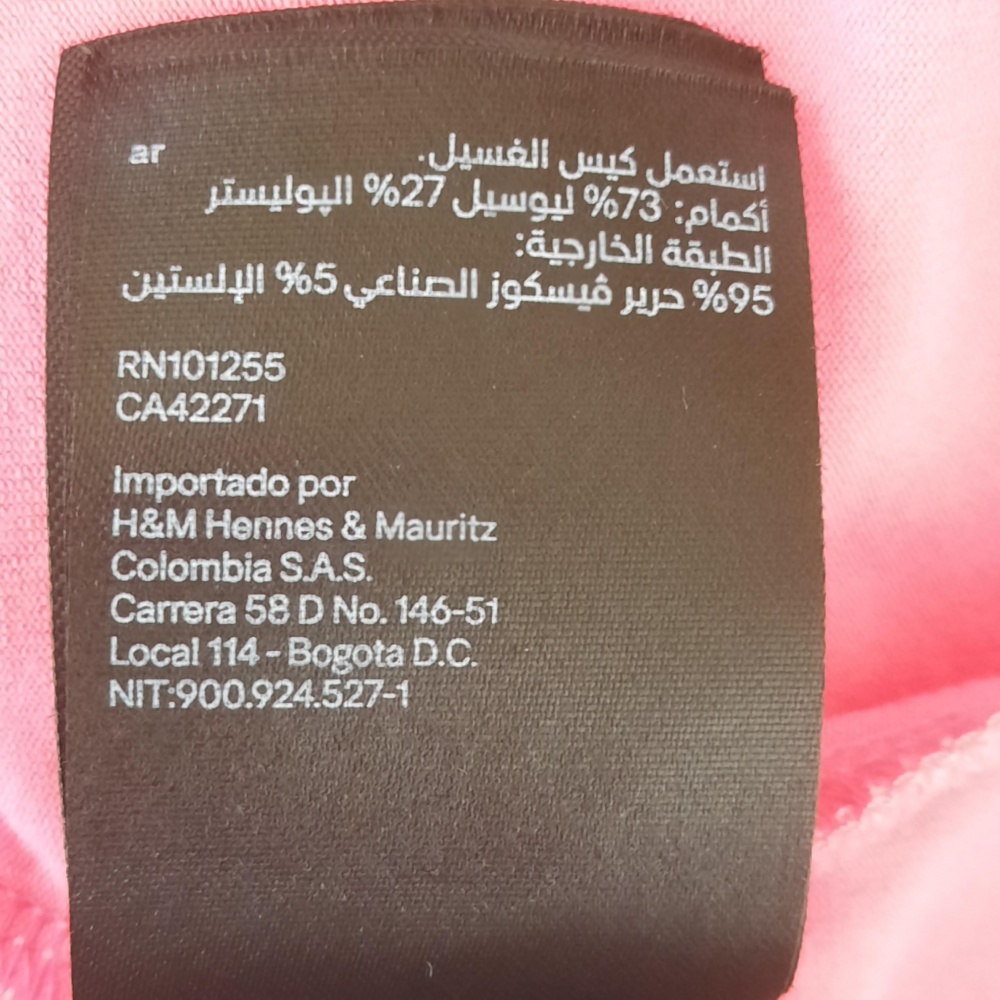 ar
استعمل كيس الغسيل.
أكمام: 73% ليوسيل 27% الپوليستر
الطبقة الخارجية:
95% حرير ڤيسكوز الصناعي 5% الإلستين
RN101255
CA42271
Importado por
H&M Hennes & Mauritz
Colombia S.A.S.
Carrera 58 D No. 146-51
Local 114 - Bogota D.C.
NIT:900.924.527-1